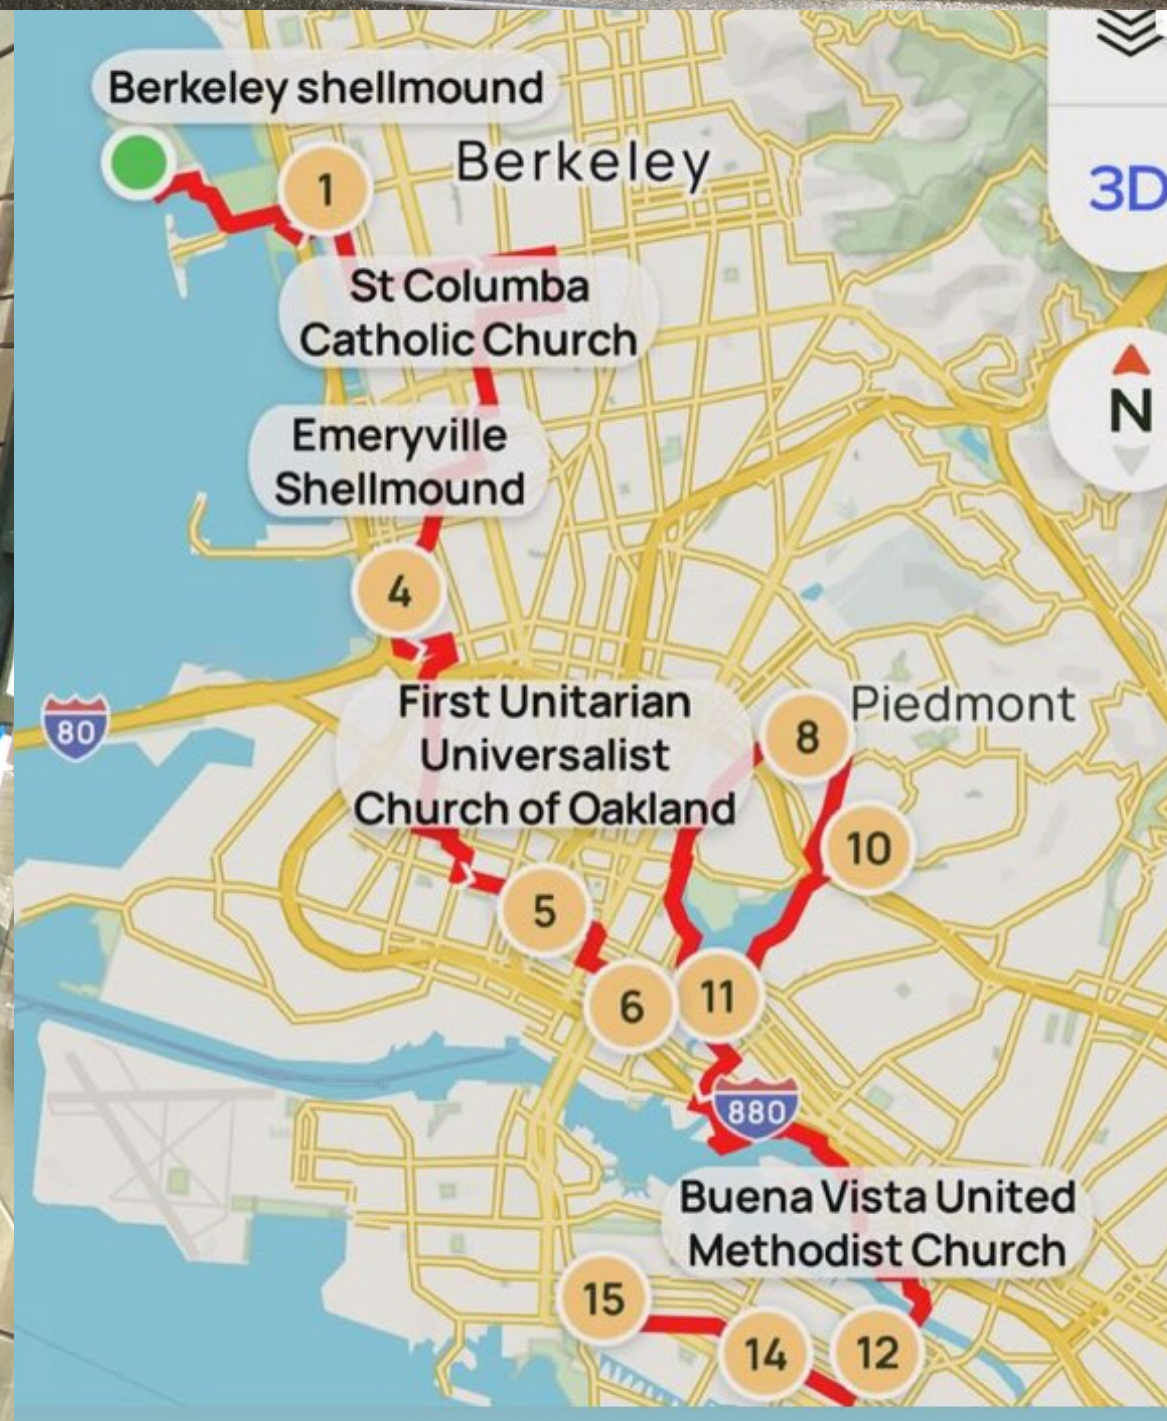 Berkeley shellmound
Berkeley
1
3D
St Columba
Catholic Church
N
Emeryville
Shellmound
4
First Unitarian
Universalist
Church of Oakland
80
8
Piedmont
10
5
6
11
880
Buena Vista United
Methodist Church
15
14
12